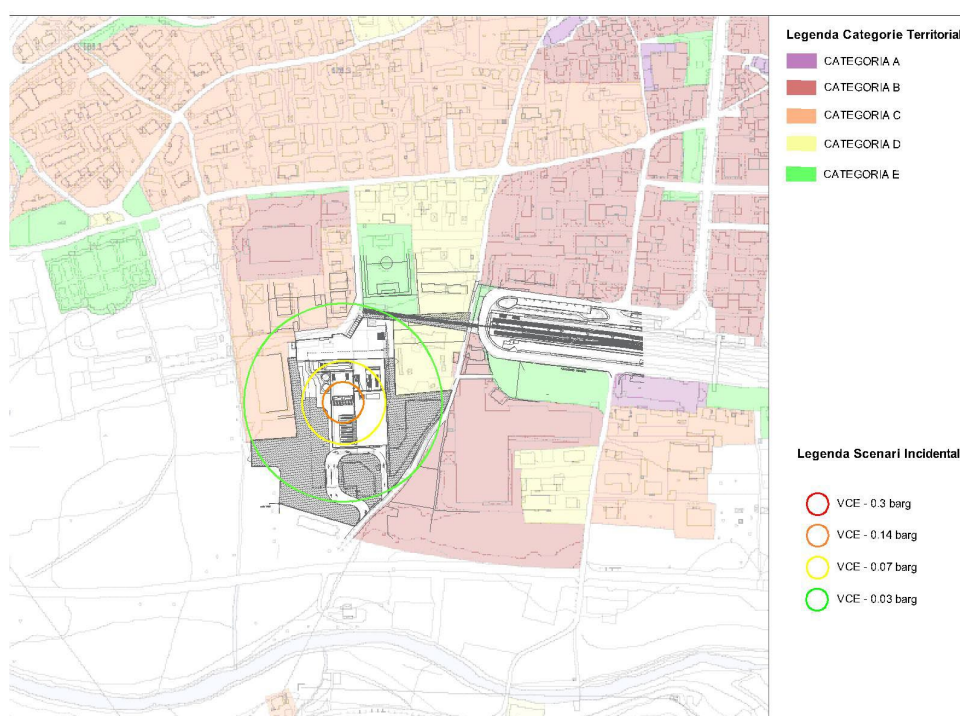 Legenda Categorie Territorial
CATEGORIA A
CATEGORIA B
CATEGORIA C
CATEGORIA D
CATEGORIA E
Legenda Scenari Incidental
VCE - 0.3 barg
VCE - 0.14 barg
VCE - 0.07 barg
VCE - 0.03 barg